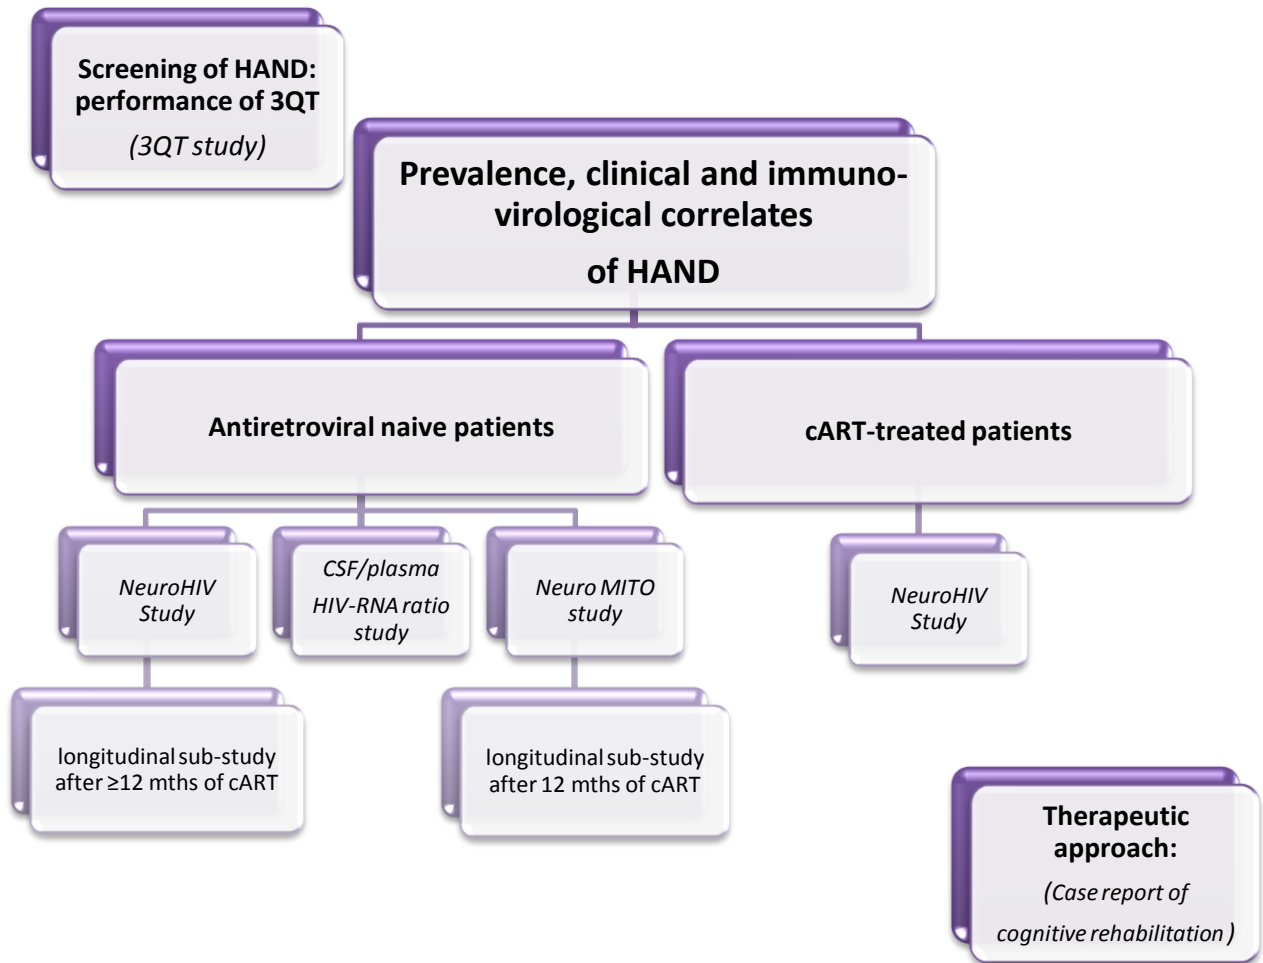 Screening of HAND:
performance of 3QT
(3QT study)
Prevalence, clinical and immuno-
virological correlates
of HAND
Antiretroviral naive patients
cART-treated patients
NeuroHIV
Study
CSF/plasma
HIV-RNA ratio
study
Neuro MITO
study
NeuroHIV
Study
longitudinal sub-study
after ≥12 mths of cART
longitudinal sub-study
after 12 mths of cART
Therapeutic
approach:
(Case report of
cognitive rehabilitation )